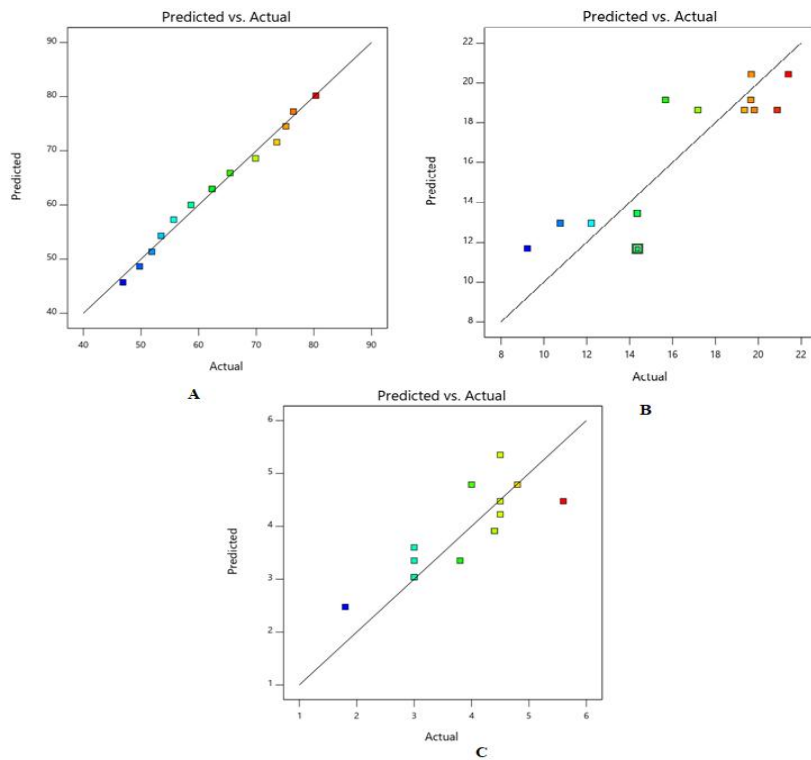 Predicted vs. Actual
90
80
70
60
50
40
Predicted
40 50 60 70 80 90
Actual
A
Predicted vs. Actual
22
20
18
16
14
12
10
8
Predicted
8 10 12 14 16 18 20 22
Actual
B
Predicted vs. Actual
6
5
4
3
2
1
Predicted
1 2 3 4 5 6
Actual
C